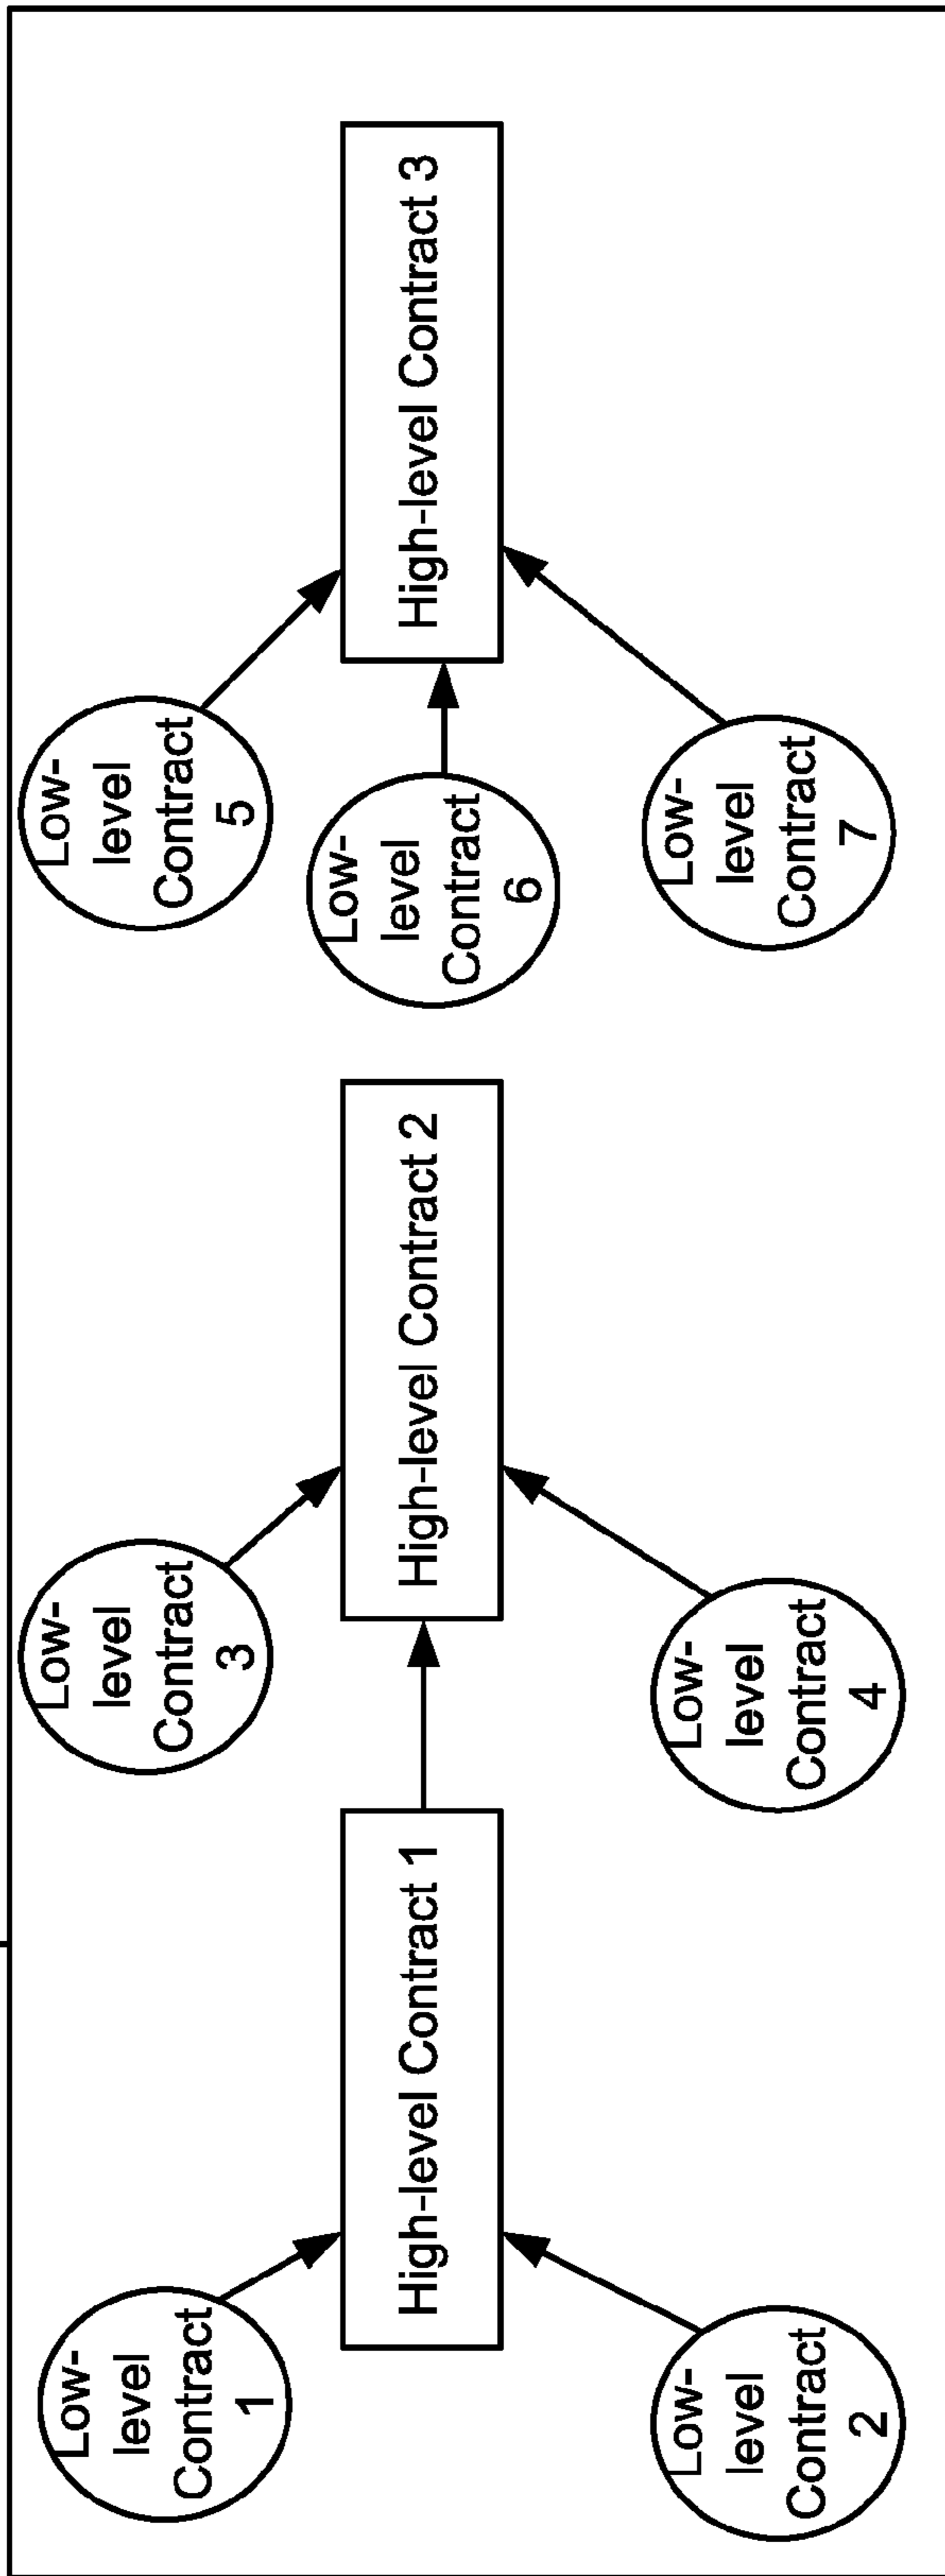 Low-
level
Contract
1
Low-
level
Contract
2
High-level Contract 1
Low-
level
Contract
3
Low-
level
Contract
4
High-level Contract 2
Low-
level
Contract
5
Low-
level
Contract
6
Low-
level
Contract
7
High-level Contract 3